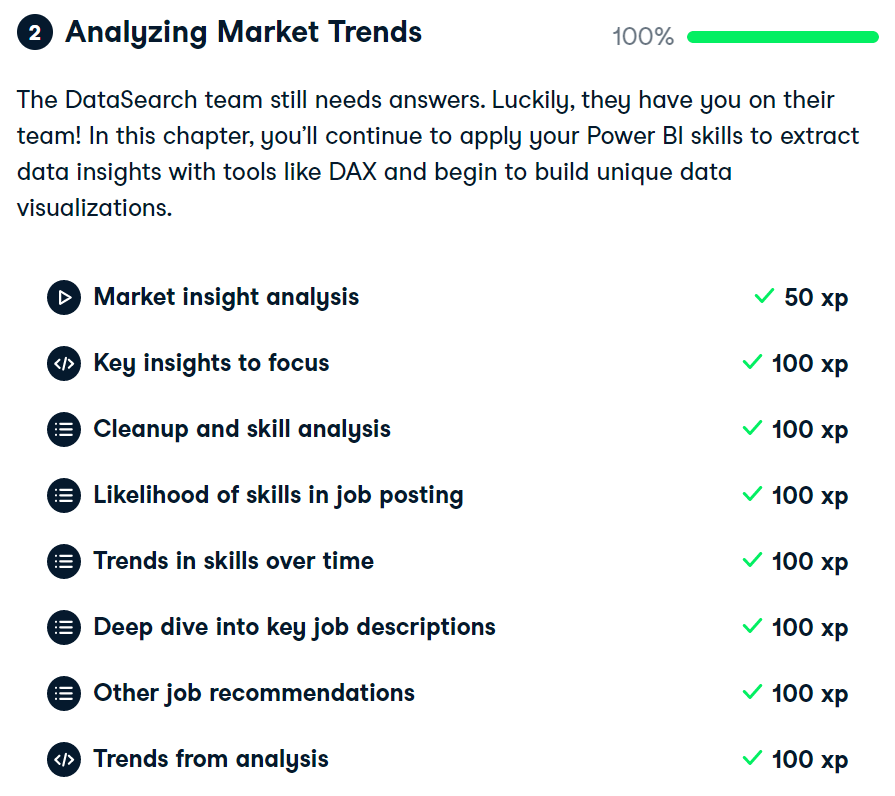 2 Analyzing Market Trends 100%
The DataSearch team still needs answers. Luckily, they have you on their
team! In this chapter, you’ll continue to apply your Power BI skills to extract
data insights with tools like DAX and begin to build unique data
visualizations.
Market insight analysis 50 xp
Key insights to focus 100 xp
Cleanup and skill analysis 100 xp
Likelihood of skills in job posting 100 xp
Trends in skills over time 100 xp
Deep dive into key job descriptions 100 xp
Other job recommendations 100 xp
Trends from analysis 100 xp